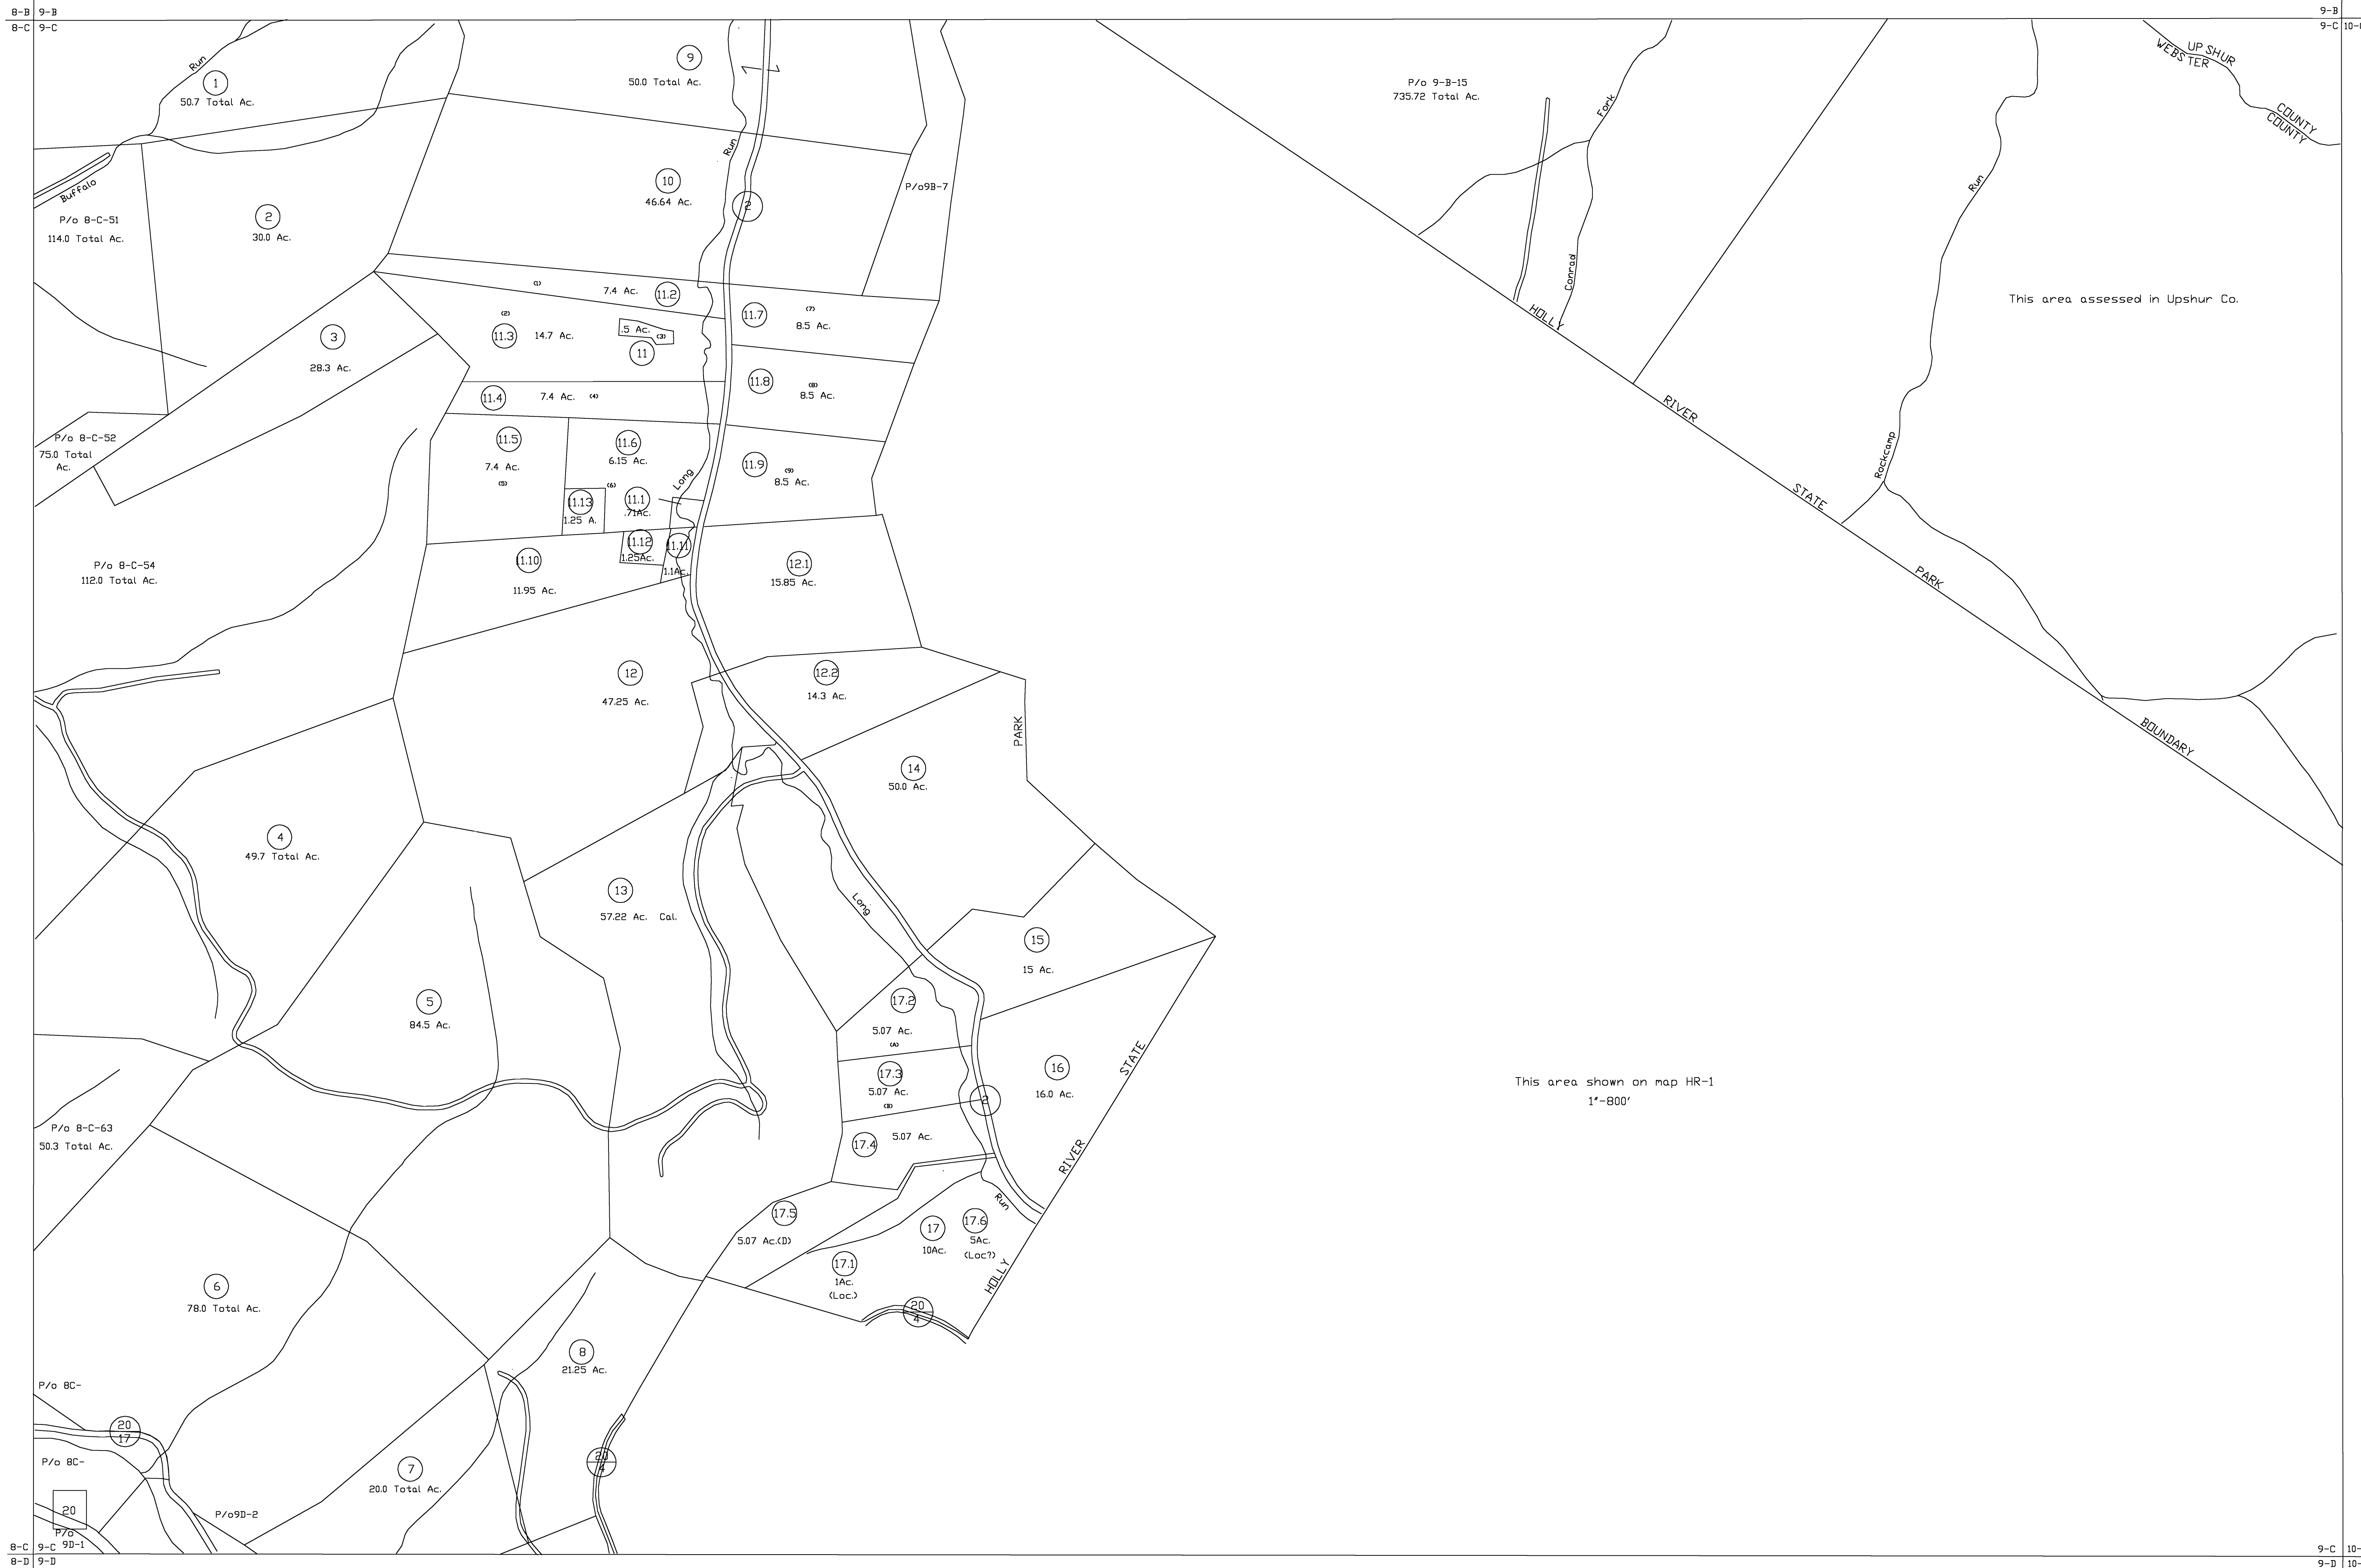 8-B 9-B
8-C 9-C
9-B
9-C
Run
1
50.7 Total Ac.
9
50.0 Total Ac.
P/o 9-B-15
735.72 Total Ac.
Fork
UPSHUR
WEBSTER
COUNTY
COUNTY
Buffalo
P/o 8-C-51
114.0 Total Ac.
2
30.0 Ac.
Run
10
46.64 Ac.
2
P/o9B-7
Run
Conrad
This area assessed in Upshur Co.
HOLLY
RIVER
STATE
PARK
BOUNDARY
Rockcamp
3
28.3 Ac.
(1)
7.4 Ac.
11.2
(2)
11.3
14.7 Ac.
.5 Ac.
(3)
11
11.7
(7)
8.5 Ac.
11.4
7.4 Ac.
(4)
11.8
(8)
8.5 Ac.
P/o 8-C-52
75.0 Total
Ac.
11.5
7.4 Ac.
(5)
11.6
6.15 Ac.
(6)
Long
11.9
(9)
8.5 Ac.
11.13
1.25 A.
11.1
.71Ac.
11.10
11.95 Ac.
11.12
1.25Ac.
11.11
1.1Ac.
12.1
15.85 Ac.
P/o 8-C-54
112.0 Total Ac.
12
47.25 Ac.
12.2
14.3 Ac.
PARK
14
50.0 Ac.
4
49.7 Total Ac.
13
57.22 Ac. Cal.
Long
15
15 Ac.
5
84.5 Ac.
17.2
5.07 Ac.
(A)
17.3
5.07 Ac.
(B)
2
16
16.0 Ac.
STATE
This area shown on map HR-1
1"-800'
P/o 8-C-63
50.3 Total Ac.
17.4
5.07 Ac.
RIVER
17.5
5.07 Ac.(D)
Run
17
10Ac.
17.6
5Ac.
(Loc?)
17.1
1Ac.
(Loc.)
HOLLY
20
4
6
78.0 Total Ac.
8
21.25 Ac.
P/o 8C-
20
17
P/o 8C-
7
20.0 Total Ac.
20
4
20
P/o
9D-1
P/o9D-2
8-C 9-C
8-D 9-D
9-C
9-D